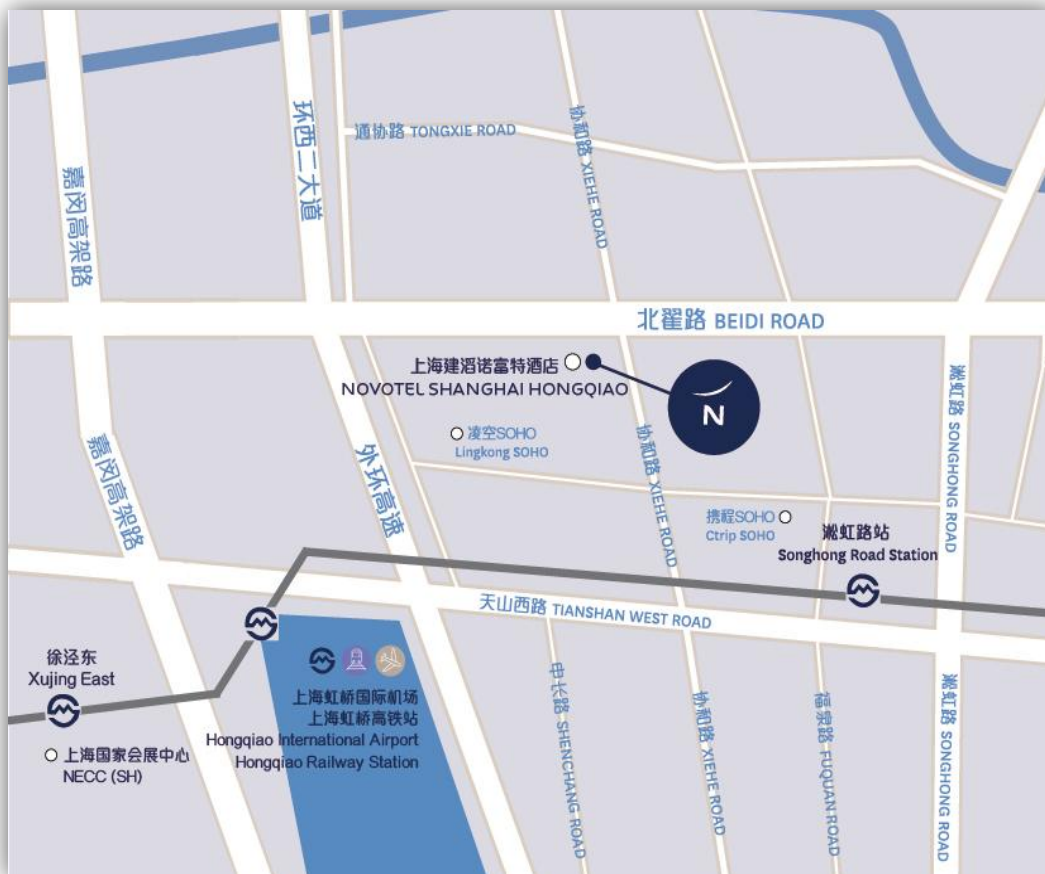 通协路 TONGXIE ROAD
协和路 XIEHE ROAD
环西二大道
嘉闵高架路
北翟路 BEIDI ROAD
上海建滔诺富特酒店
NOVOTEL SHANGHAI HONGQIAO
N
淞虹路 SONGHONG ROAD
凌空SOHO
Lingkong SOHO
协和路 XIEHE ROAD
嘉闵高架路
外环高速
携程SOHO
Ctrip SOHO
淞虹路站
Songhong Road Station
天山西路 TIANSHAN WEST ROAD
徐泾东
Xujing East
上海虹桥国际机场
上海虹桥高铁站
Hongqiao International Airport
Hongqiao Railway Station
上海国家会展中心
NECC (SH)
申长路 SHENCHANG ROAD
协和路 XIEHE ROAD
福泉路 FUQUAN ROAD
淞虹路 SONGHONG ROAD